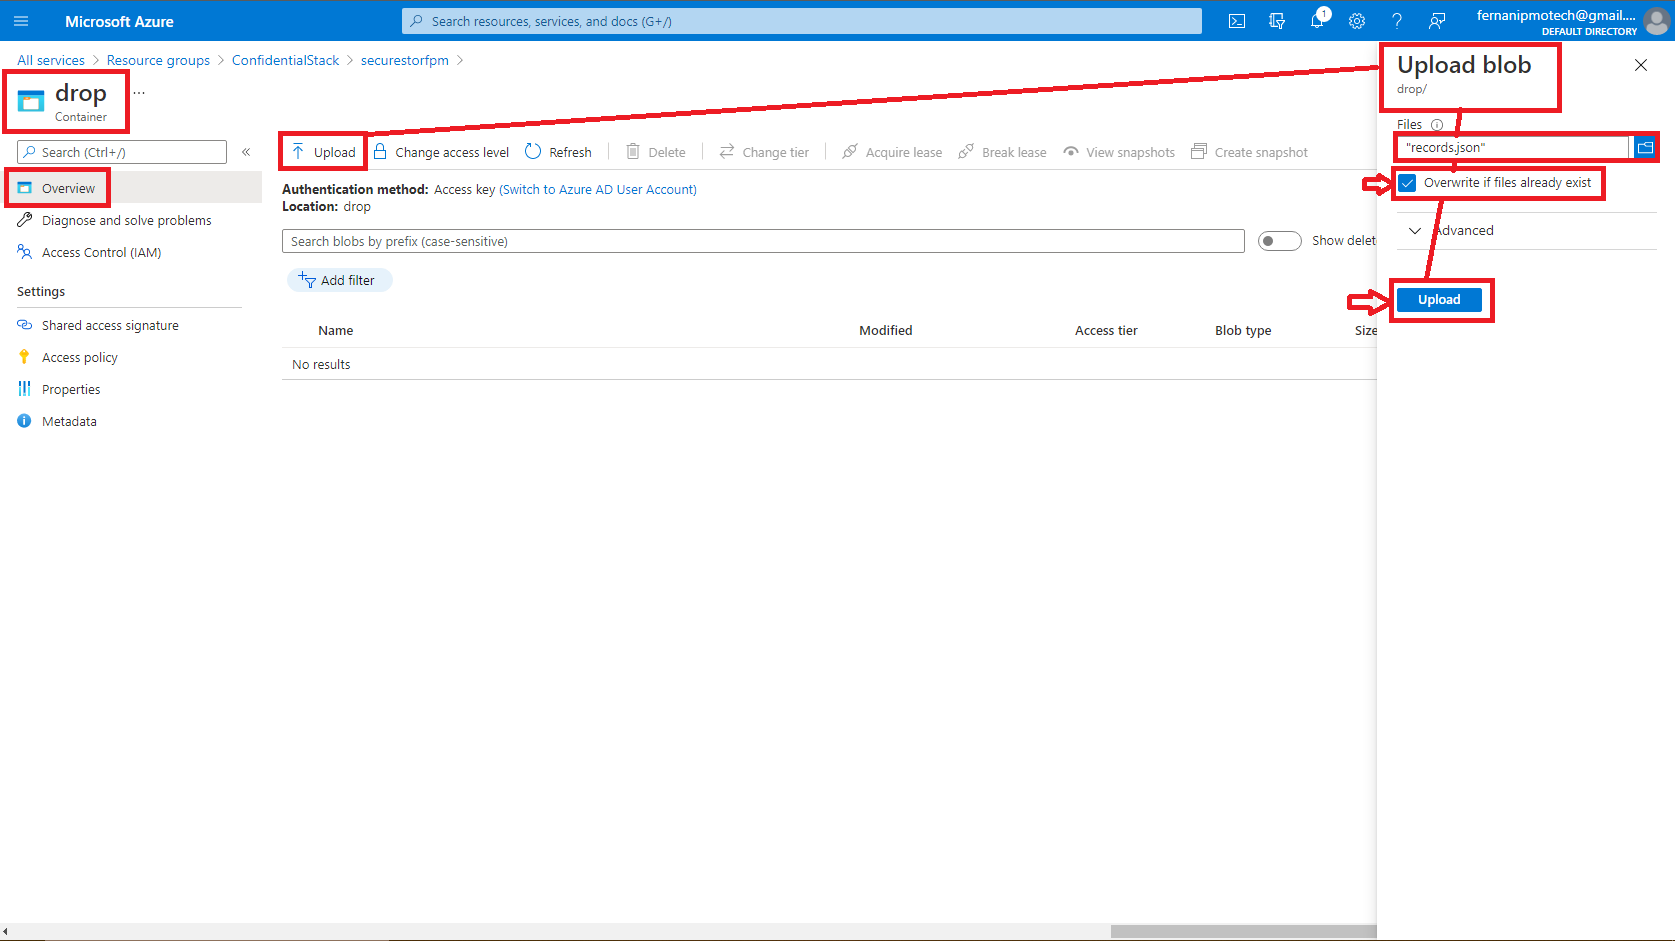 Microsoft Azure
Search resources, services, and docs (G+/)
1
fernanipmotech@gmail....
DEFAULT DIRECTORY
All services > Resource groups > ConfidentialStack > securestorfpm >
drop ...
Container
Search (Ctrl+/)
«
Overview
Diagnose and solve problems
Access Control (IAM)
Settings
Shared access signature
Access policy
Properties
Metadata
Upload Change access level Refresh Delete Change tier Acquire lease Break lease View snapshots Create snapshot
Authentication method: Access key (Switch to Azure AD User Account)
Location: drop
Search blobs by prefix (case-sensitive)
Show delet
Add filter
Name Modified Access tier Blob type Size
No results
Upload blob
drop/
Files
"records.json"
Overwrite if files already exist
Advanced
Upload